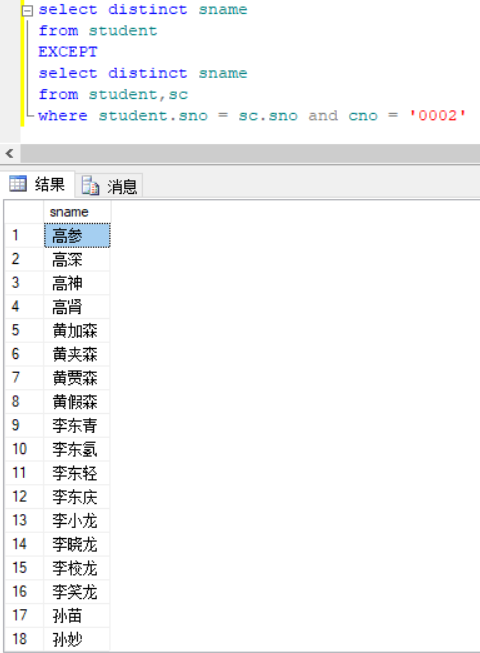 select distinct sname
from student
EXCEPT
select distinct sname
from student,sc
where student.sno = sc.sno and cno = '0002'
结果 消息
sname
1 高参
2 高深
3 高神
4 高肾
5 黄加森
6 黄夹森
7 黄贾森
8 黄假森
9 李东青
10 李东氢
11 李东轻
12 李东庆
13 李小龙
14 李晓龙
15 李校龙
16 李笑龙
17 孙苗
18 孙妙